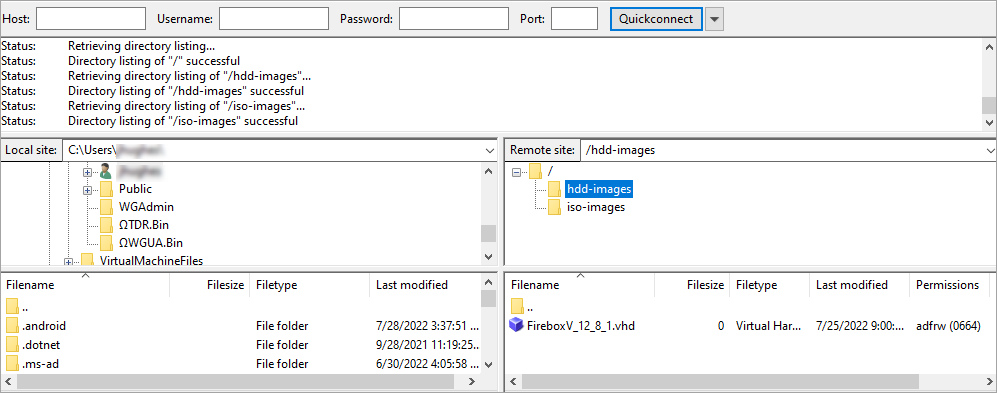 Host: Username: Password: Port: Quickconnect
Status: Retrieving directory listing...
Status: Directory listing of "/" successful
Status: Retrieving directory listing of "/hdd-images"...
Status: Directory listing of "/hdd-images" successful
Status: Retrieving directory listing of "/iso-images"...
Status: Directory listing of "/iso-images" successful
Local site: C:\Users\
Public
WGAdmin
ΩTDR.Bin
ΩWGUA.Bin
VirtualMachineFiles
Remote site: /hdd-images
/
hdd-images
iso-images
Filename Filesize Filetype Last modified
..
.android File folder 7/28/2022 3:37:51 ...
.dotnet File folder 9/28/2021 11:19:25...
.ms-ad File folder 6/30/2022 4:05:58 ...
Filename Filesize Filetype Last modified Permissions
..
FireboxV_12_8_1.vhd 0 Virtual Har... 7/25/2022 9:00:... adfrw (0664)